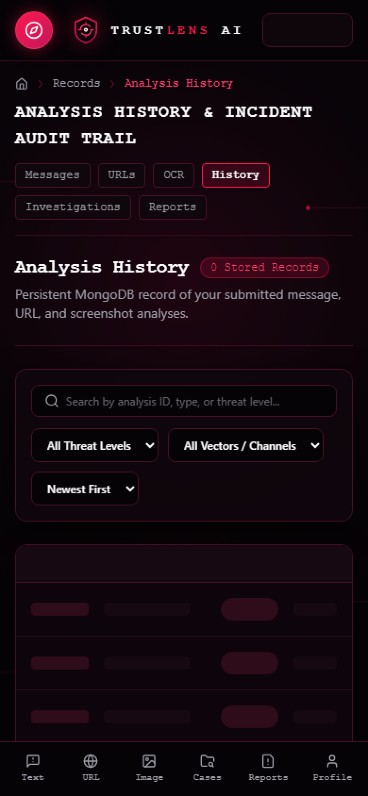 TRUSTLENS AI
Records
Analysis History
ANALYSIS HISTORY & INCIDENT
AUDIT TRAIL
Messages
URLs
OCR
History
Investigations
Reports
Analysis History
0 Stored Records
Persistent MongoDB record of your submitted message,
URL, and screenshot analyses.
Search by analysis ID, type, or threat level...
All Threat Levels
All Vectors / Channels
Newest First
Text
URL
Image
Cases
Reports
Profile